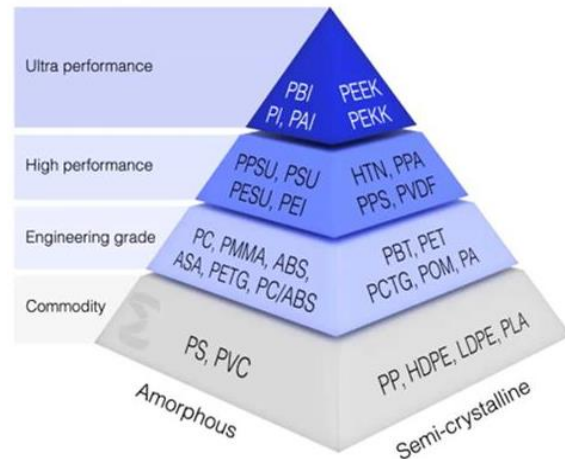 Ultra performance
PBI
PI, PAI
PEEK
PEKK
High performance
PPSU, PSU
PESU, PEI
HTN, PPA
PPS, PVDF
Engineering grade
PC, PMMA, ABS,
ASA, PETG, PC/ABS
PBT, PET
PCTG, POM, PA
Commodity
PS, PVC
PP, HDPE, LDPE, PLA
Amorphous
Semi-crystalline